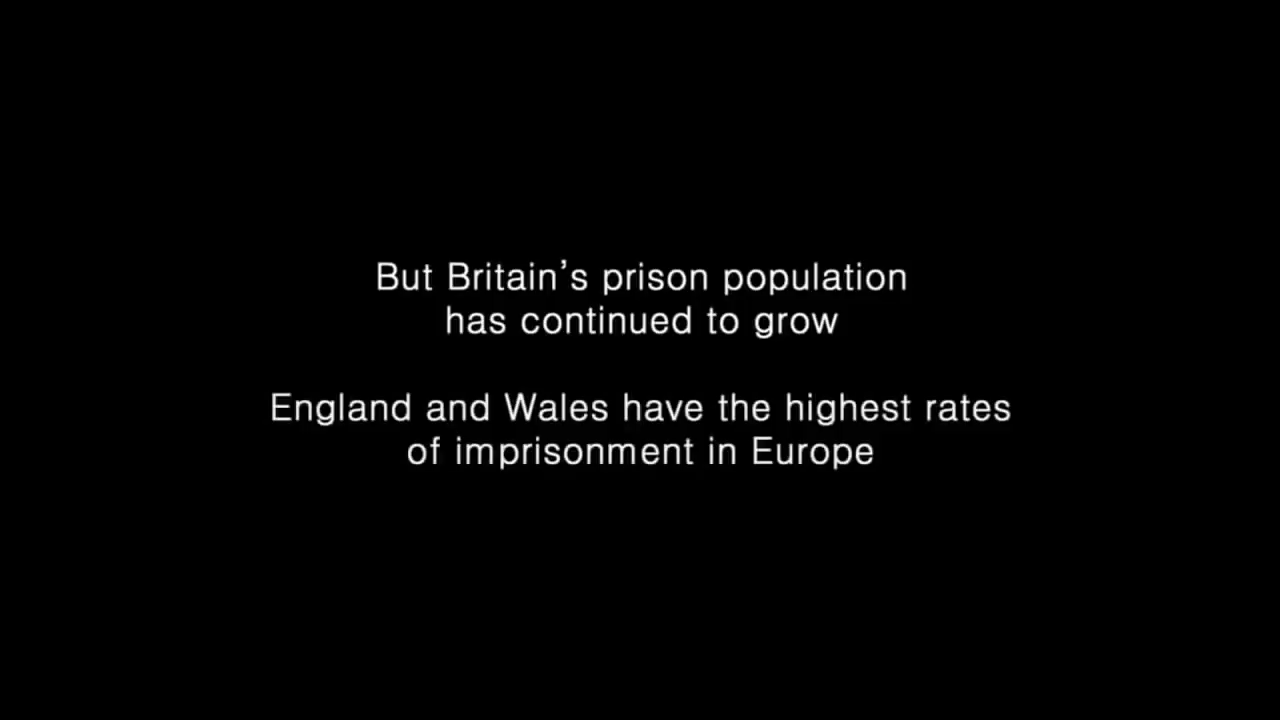 But Britain’s prison population
has continued to grow
England and Wales have the highest rates
of imprisonment in Europe